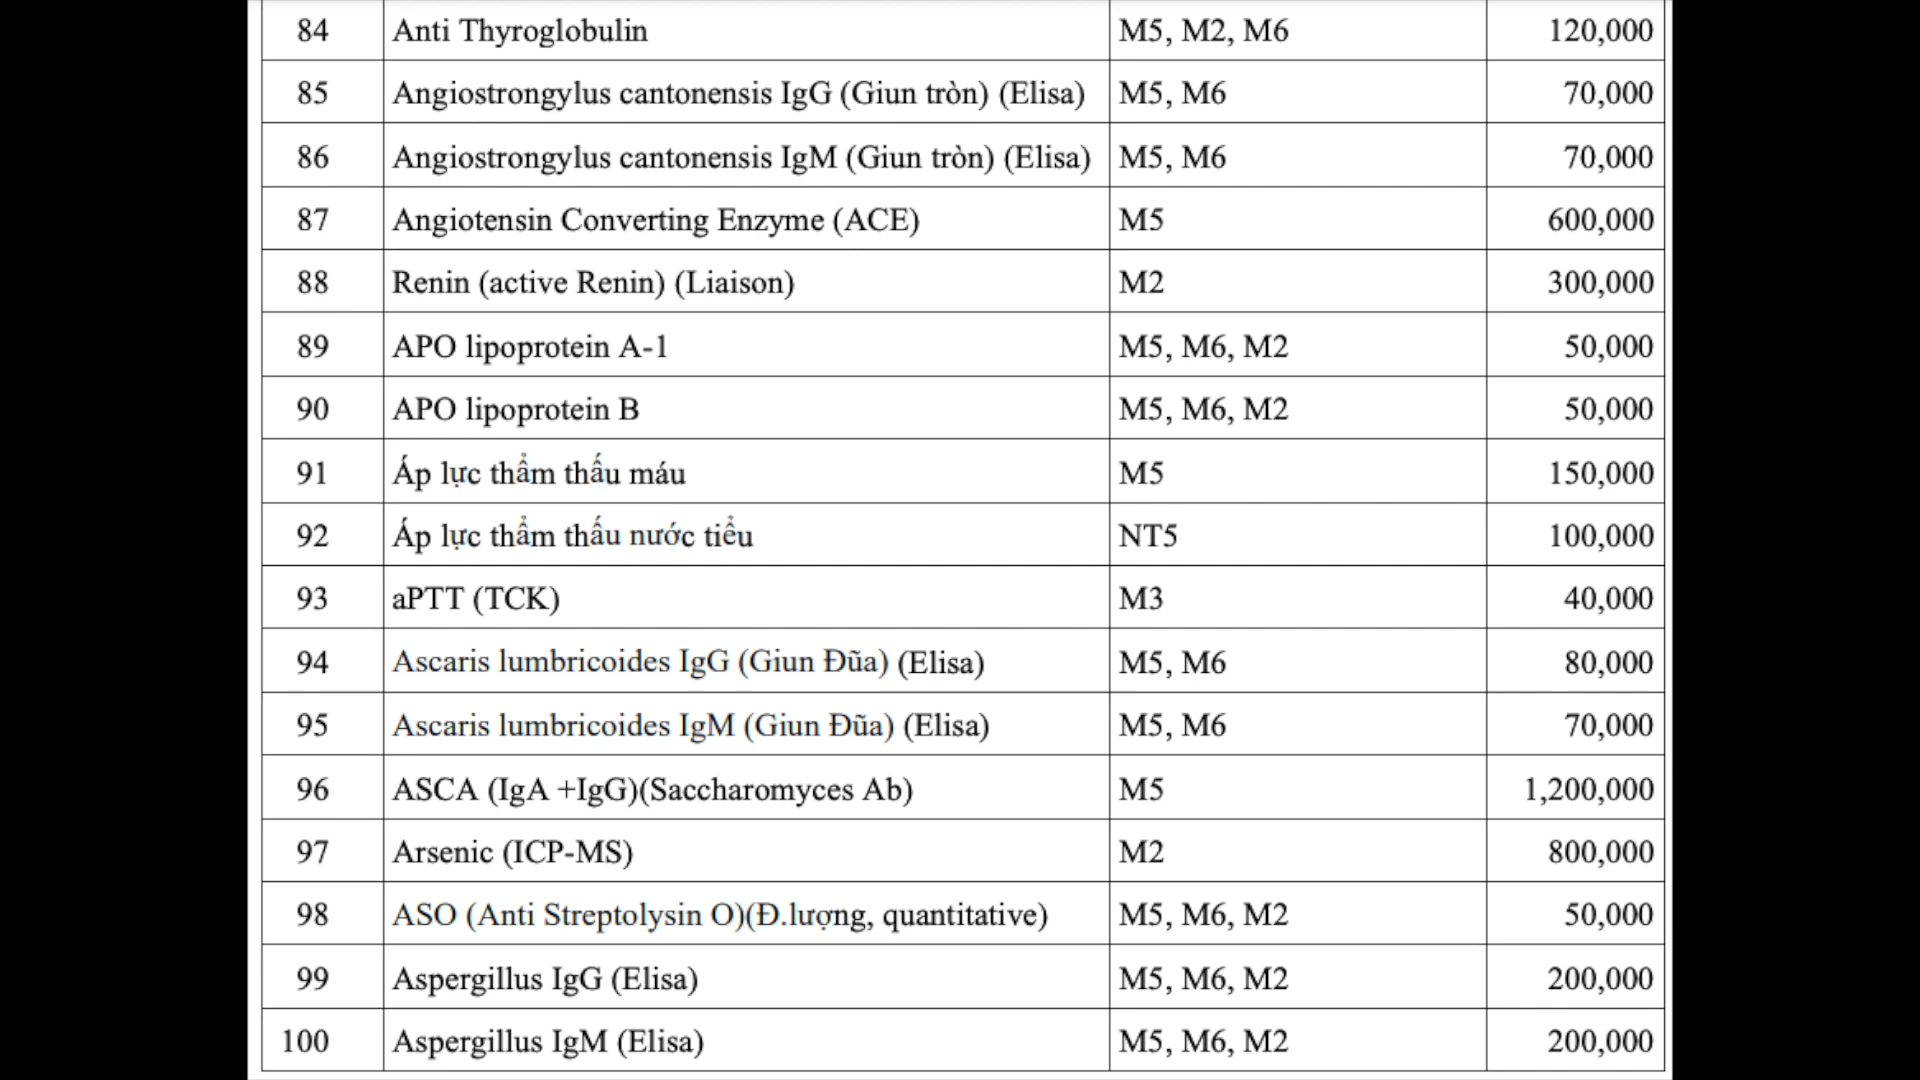 84 Anti Thyroglobulin M5, M2, M6 120,000
85 Angiostrongylus cantonensis IgG (Giun tròn) (Elisa) M5, M6 70,000
86 Angiostrongylus cantonensis IgM (Giun tròn) (Elisa) M5, M6 70,000
87 Angiotensin Converting Enzyme (ACE) M5 600,000
88 Renin (active Renin) (Liaison) M2 300,000
89 APO lipoprotein A-1 M5, M6, M2 50,000
90 APO lipoprotein B M5, M6, M2 50,000
91 Áp lực thẩm thấu máu M5 150,000
92 Áp lực thẩm thấu nước tiểu NT5 100,000
93 aPTT (TCK) M3 40,000
94 Ascaris lumbricoides IgG (Giun Đũa) (Elisa) M5, M6 80,000
95 Ascaris lumbricoides IgM (Giun Đũa) (Elisa) M5, M6 70,000
96 ASCA (IgA +IgG)(Saccharomyces Ab) M5 1,200,000
97 Arsenic (ICP-MS) M2 800,000
98 ASO (Anti Streptolysin O)(Đ.lượng, quantitative) M5, M6, M2 50,000
99 Aspergillus IgG (Elisa) M5, M6, M2 200,000
100 Aspergillus IgM (Elisa) M5, M6, M2 200,000